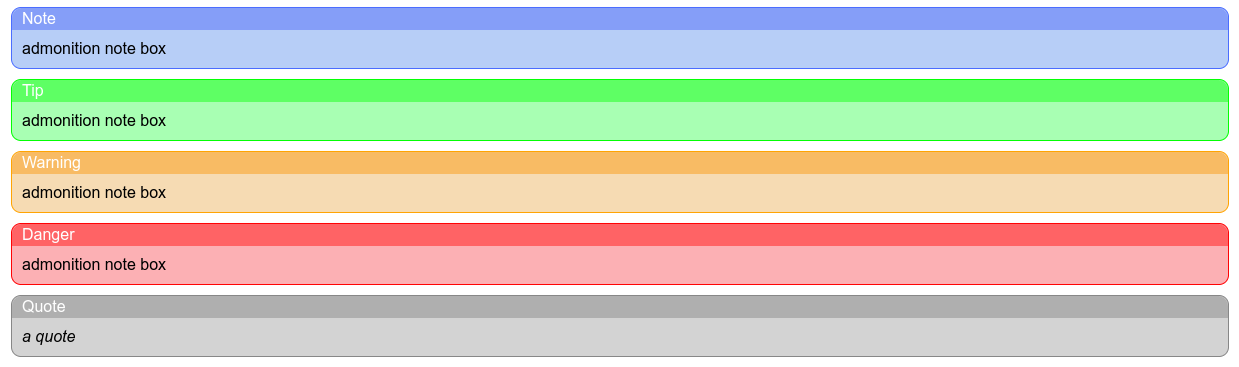 Note
admonition note box
Tip
admonition note box
Warning
admonition note box
Danger
admonition note box
Quote
a quote